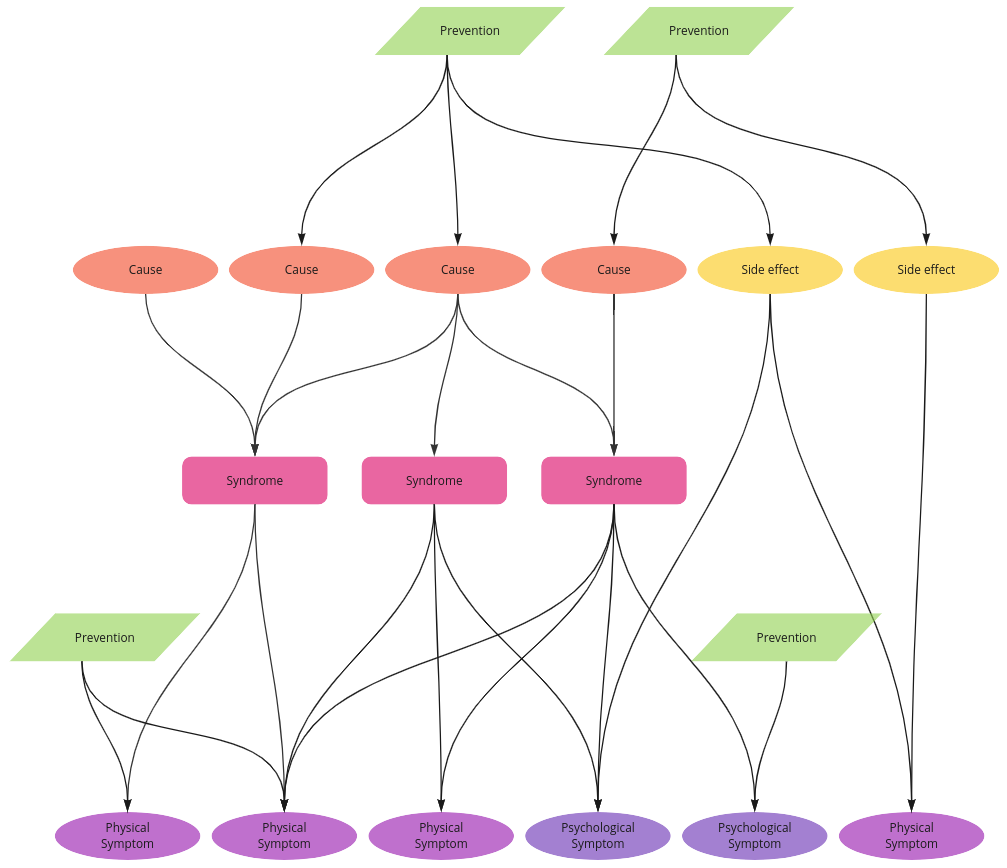 Prevention
Prevention
Cause
Cause
Cause
Cause
Side effect
Side effect
Syndrome
Syndrome
Syndrome
Prevention
Prevention
Physical
Symptom
Physical
Symptom
Physical
Symptom
Psychological
Symptom
Psychological
Symptom
Physical
Symptom